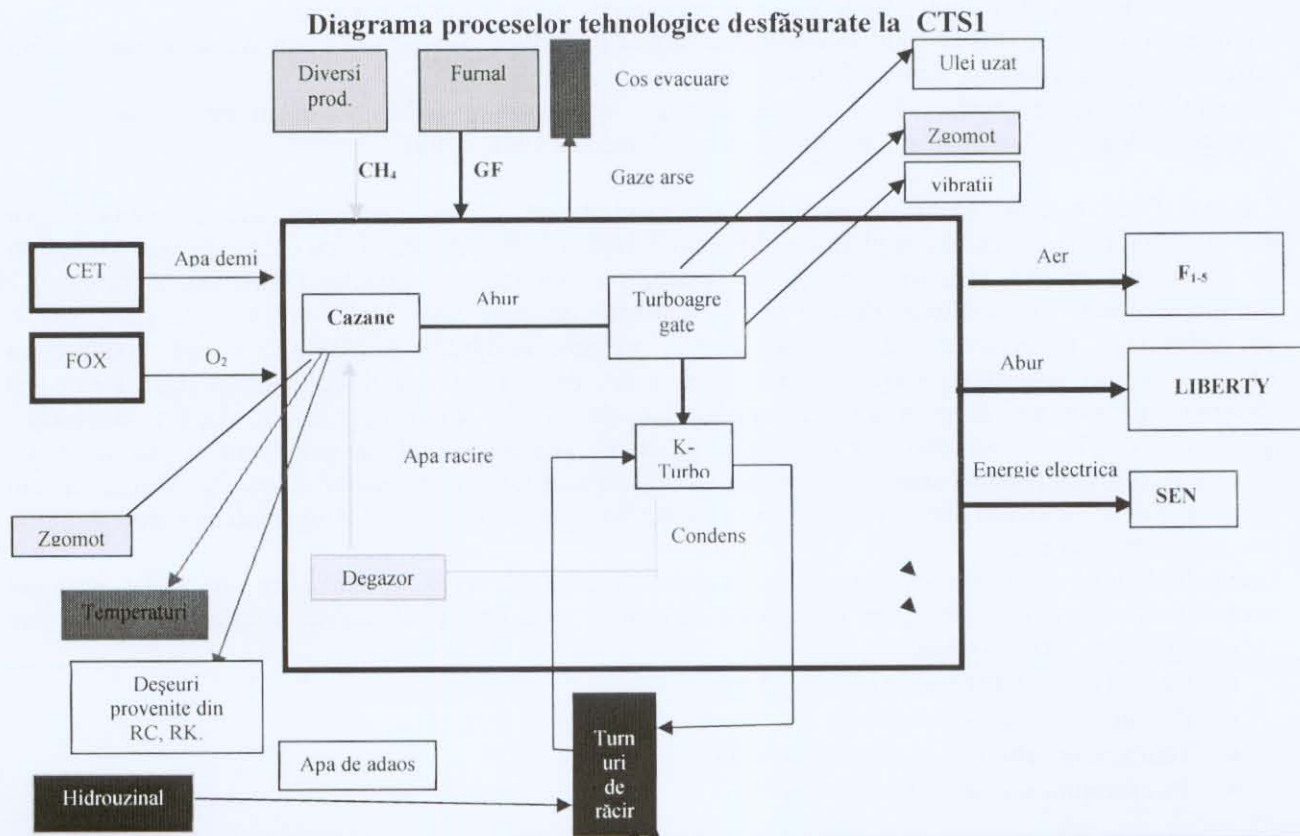 Diagrama proceselor tehnologice desfăşurate la CTS1
Diversi
prod.
Furnal
Cos evacuare
Ulei uzat
Zgomot
vibratii
CH₄
GF
Gaze arse
CET
Apa demi
FOX
O₂
Cazane
Abur
Turboagre
gate
Aer
F₁₋₅
Abur
LIBERTY
Energie electrica
SEN
Apa racire
K-
Turbo
Condens
Degazor
Zgomot
Temperaturi
Deşeuri
provenite din
RC, RK.
Apa de adaos
Hidrouzinal
Turn
uri
de
răcir